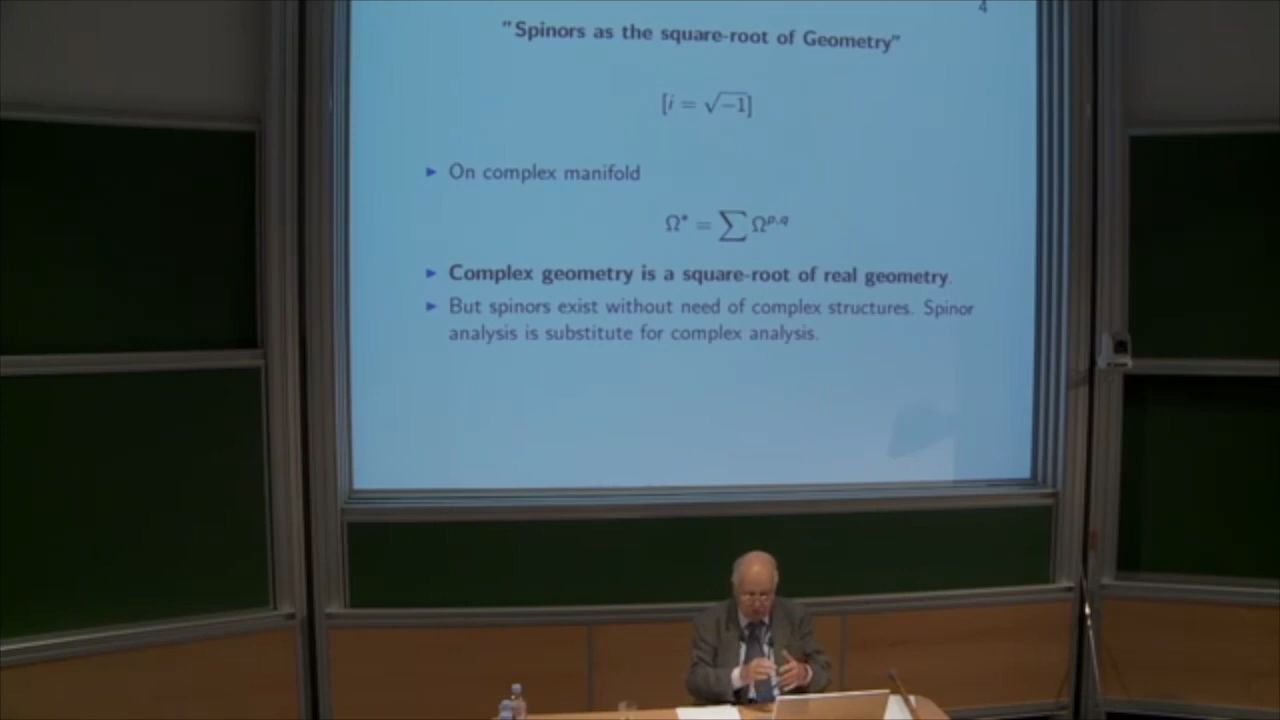 4
"Spinors as the square-root of Geometry"
[i = √−1]
► On complex manifold
Ω* = ∑ Ω^{p,q}
► Complex geometry is a square-root of real geometry.
► But spinors exist without need of complex structures. Spinor
analysis is substitute for complex analysis.